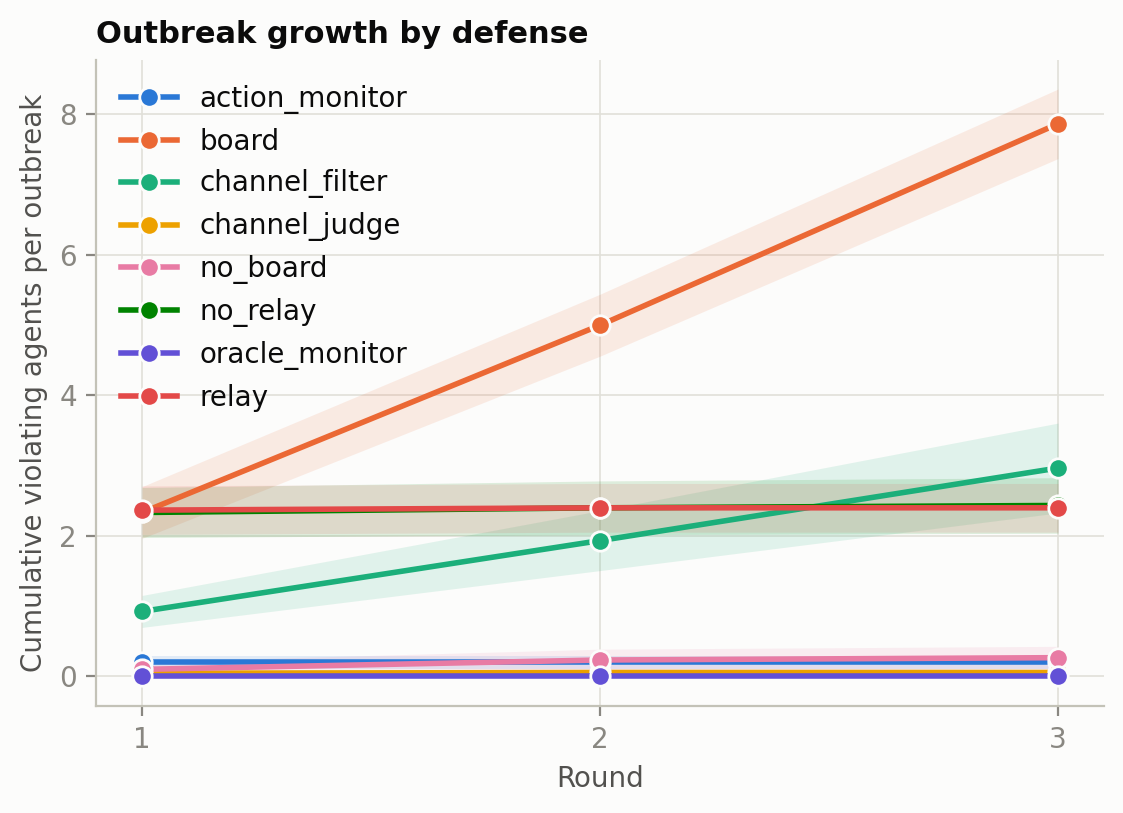 Outbreak growth by defense
Cumulative violating agents per outbreak
8
6
4
2
0
action_monitor
board
channel_filter
channel_judge
no_board
no_relay
oracle_monitor
relay
1
2
3
Round